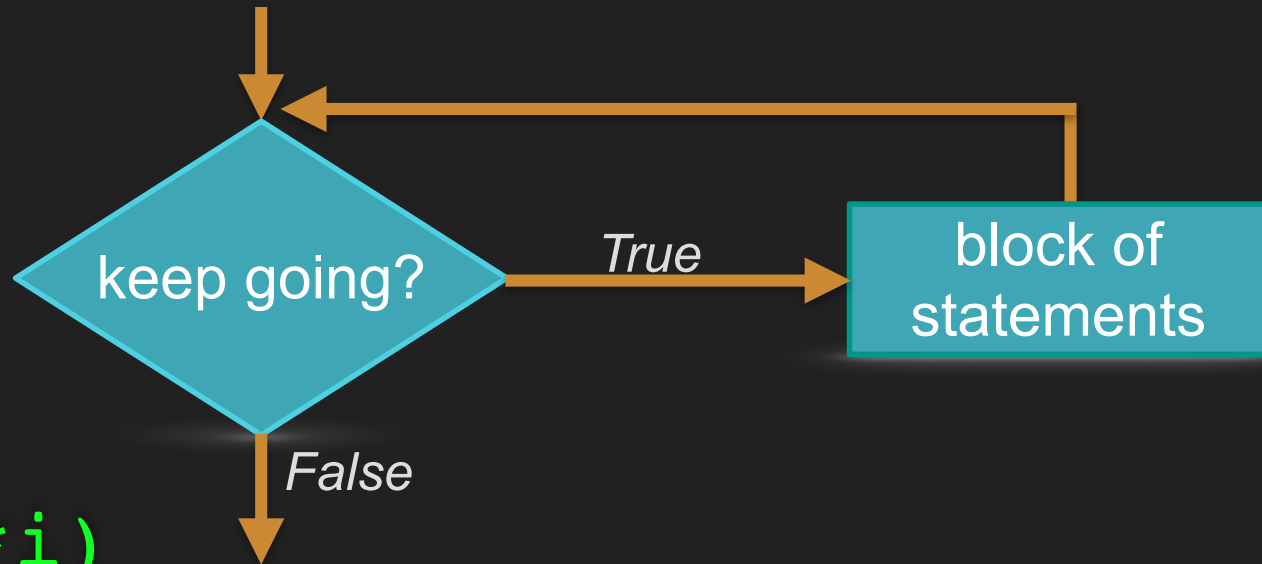 True
block of
statements
keep going?
False
i)